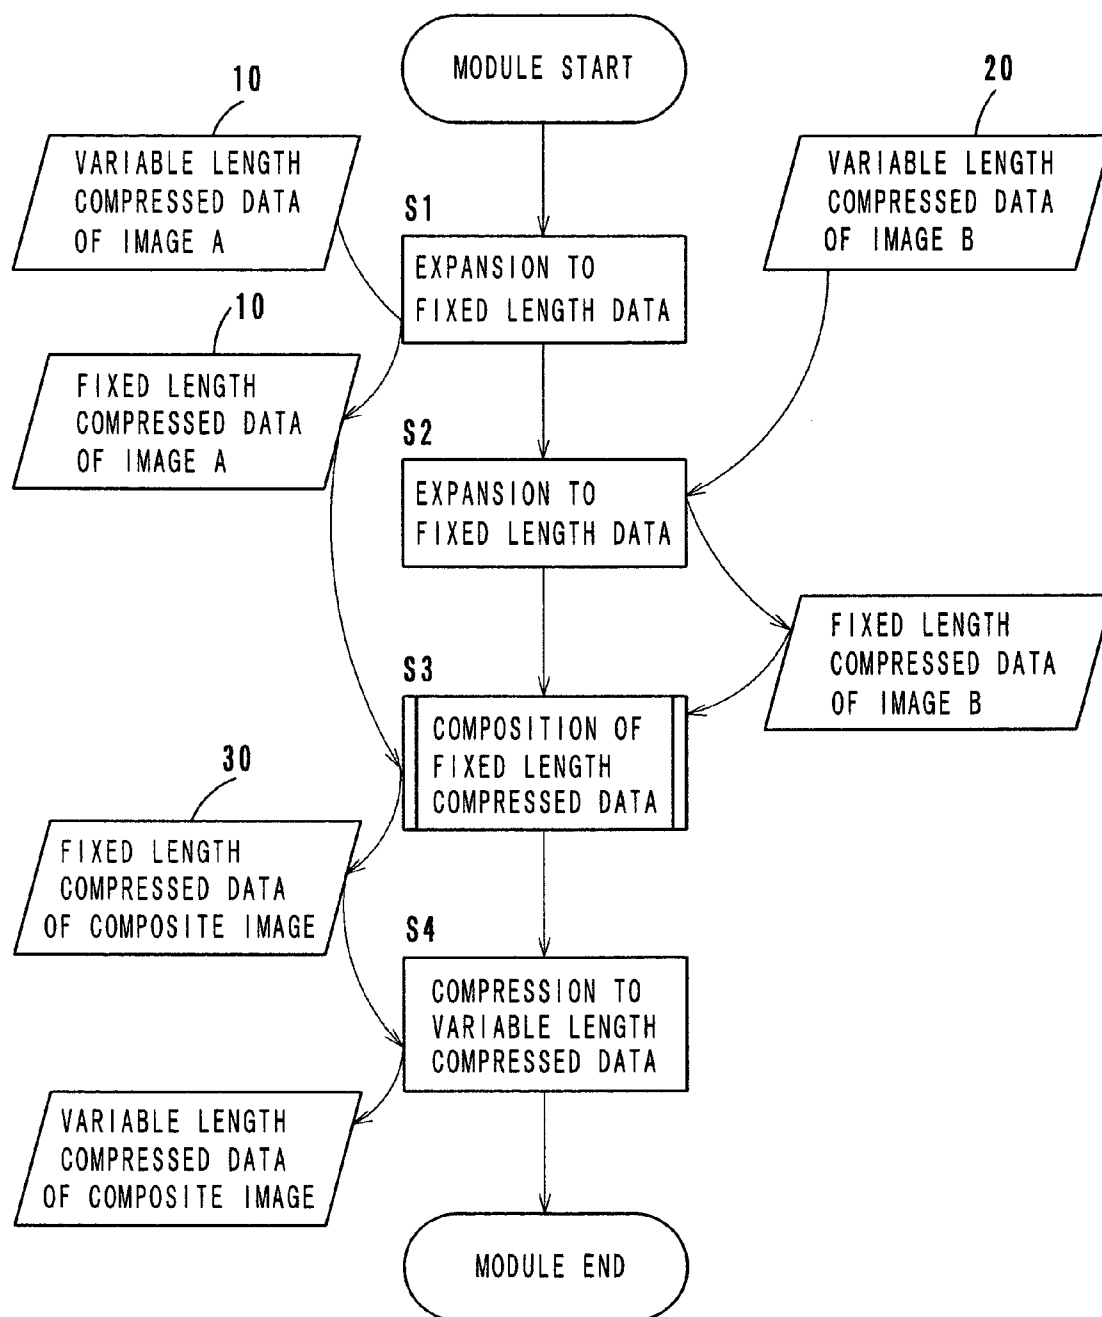 MODULE START
10
VARIABLE LENGTH
COMPRESSED DATA
OF IMAGE A
20
VARIABLE LENGTH
COMPRESSED DATA
OF IMAGE B
S1
EXPANSION TO
FIXED LENGTH DATA
10
FIXED LENGTH
COMPRESSED DATA
OF IMAGE A
S2
EXPANSION TO
FIXED LENGTH DATA
FIXED LENGTH
COMPRESSED DATA
OF IMAGE B
S3
COMPOSITION OF
FIXED LENGTH
COMPRESSED DATA
30
FIXED LENGTH
COMPRESSED DATA
OF COMPOSITE IMAGE
S4
COMPRESSION TO
VARIABLE LENGTH
COMPRESSED DATA
VARIABLE LENGTH
COMPRESSED DATA
OF COMPOSITE IMAGE
MODULE END